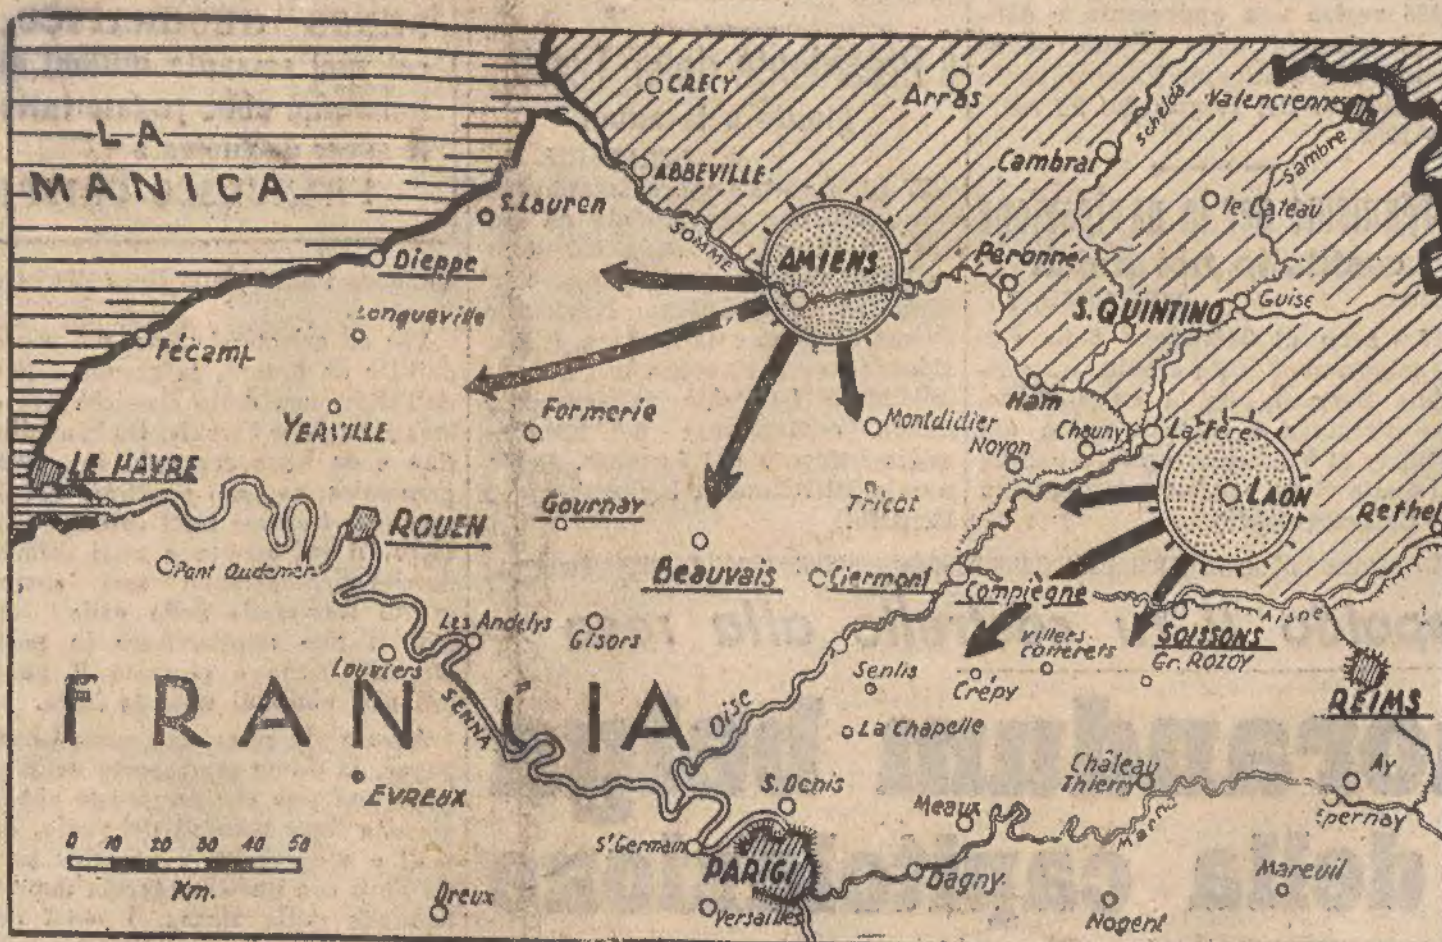 LA
MANICA
CRECY
Arras
Schelda
Valenciennes
Sambre
Cambrai
ABBEVILLE
le Cateau
S. Lauren
SOMME
AMIENS
Péronne
Dieppe
S. QUINTINO
Guise
Longueville
Fécamp
Ham
YERVILLE
Formerie
Montdidier
Noyon
Chauny
La Fère
LE HAVRE
Tricot
LAON
Rethel
ROUEN
Gournay
Beauvais
Clermont
Compiègne
Pont Audemer
Aisne
Les Andelys
Gisors
SOISSONS
Villers
Gr. ROZOY
Louviers
Senlis
Crépy
REIMS
FRANCIA
SENNA
Oise
La Chapelle
EVREUX
S. Denis
Château
Thierry
Ay
Meaux
Marna
Epernay
0 10 20 30 40 50
Km.
St Germain
PARIGI
Dagny
Mareuil
Dreux
Versailles
Nogent